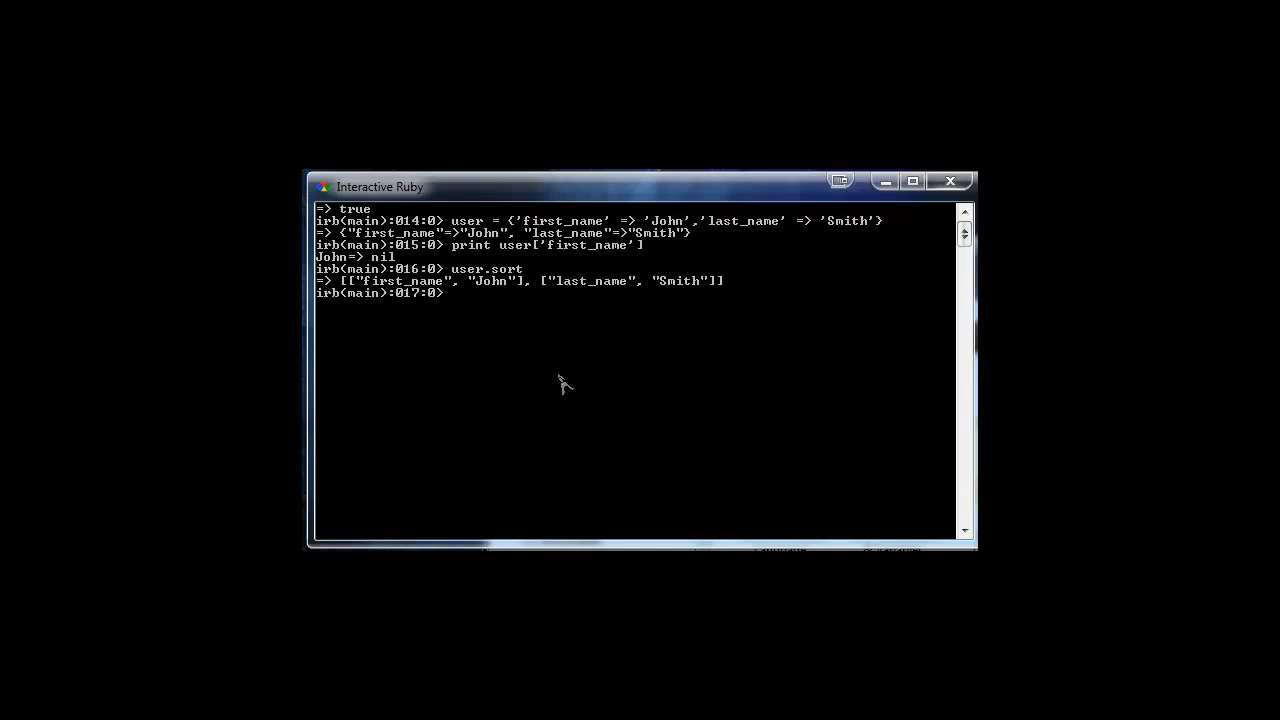 Interactive Ruby
=> true
irb(main):014:0> user = {'first_name' => 'John','last_name' => 'Smith'}
=> {"first_name"=>"John", "last_name"=>"Smith"}
irb(main):015:0> print user['first_name']
John=> nil
irb(main):016:0> user.sort
=> [["first_name", "John"], ["last_name", "Smith"]]
irb(main):017:0>